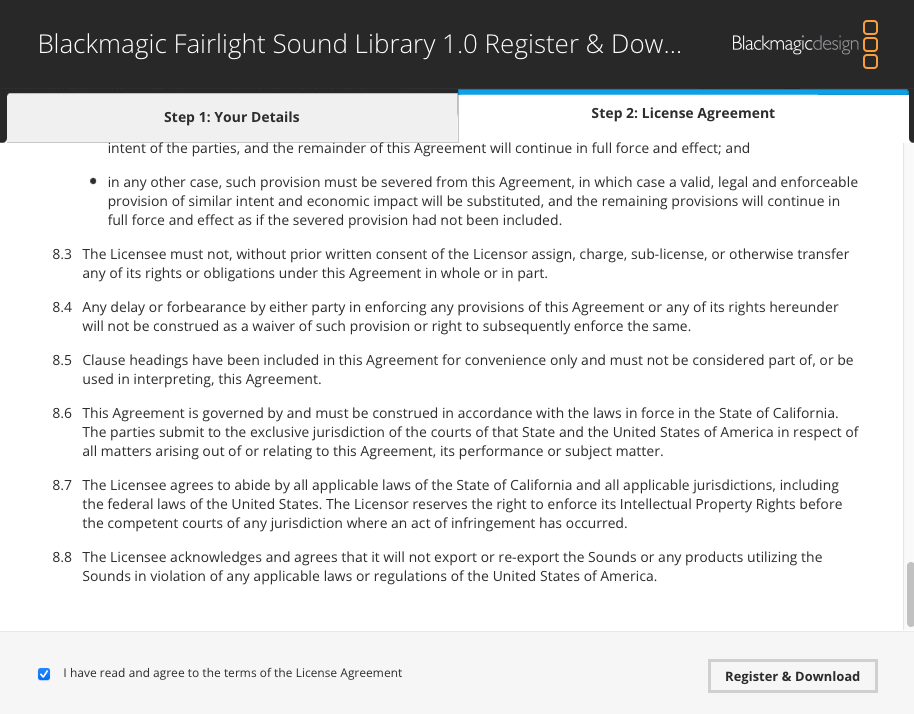 Blackmagic Fairlight Sound Library 1.0 Register & Dow...
Blackmagicdesign
Step 1: Your Details
Step 2: License Agreement
intent of the parties, and the remainder of this Agreement will continue in full force and effect; and
• in any other case, such provision must be severed from this Agreement, in which case a valid, legal and enforceable
provision of similar intent and economic impact will be substituted, and the remaining provisions will continue in
full force and effect as if the severed provision had not been included.
8.3 The Licensee must not, without prior written consent of the Licensor assign, charge, sub-license, or otherwise transfer
any of its rights or obligations under this Agreement in whole or in part.
8.4 Any delay or forbearance by either party in enforcing any provisions of this Agreement or any of its rights hereunder
will not be construed as a waiver of such provision or right to subsequently enforce the same.
8.5 Clause headings have been included in this Agreement for convenience only and must not be considered part of, or be
used in interpreting, this Agreement.
8.6 This Agreement is governed by and must be construed in accordance with the laws in force in the State of California.
The parties submit to the exclusive jurisdiction of the courts of that State and the United States of America in respect of
all matters arising out of or relating to this Agreement, its performance or subject matter.
8.7 The Licensee agrees to abide by all applicable laws of the State of California and all applicable jurisdictions, including
the federal laws of the United States. The Licensor reserves the right to enforce its Intellectual Property Rights before
the competent courts of any jurisdiction where an act of infringement has occurred.
8.8 The Licensee acknowledges and agrees that it will not export or re-export the Sounds or any products utilizing the
Sounds in violation of any applicable laws or regulations of the United States of America.
I have read and agree to the terms of the License Agreement
Register & Download